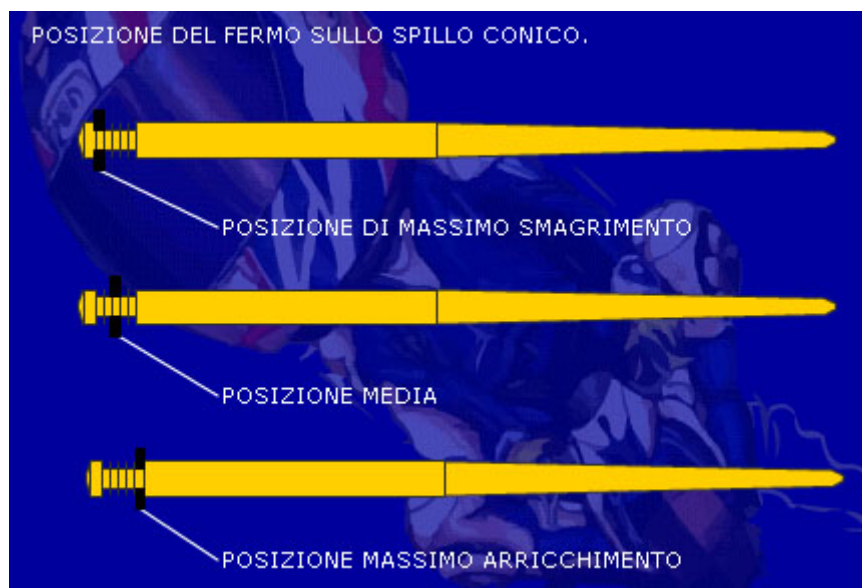 POSIZIONE DEL FERMO SULLO SPILLO CONICO.
POSIZIONE DI MASSIMO SMAGRIMENTO
POSIZIONE MEDIA
POSIZIONE MASSIMO ARRICCHIMENTO